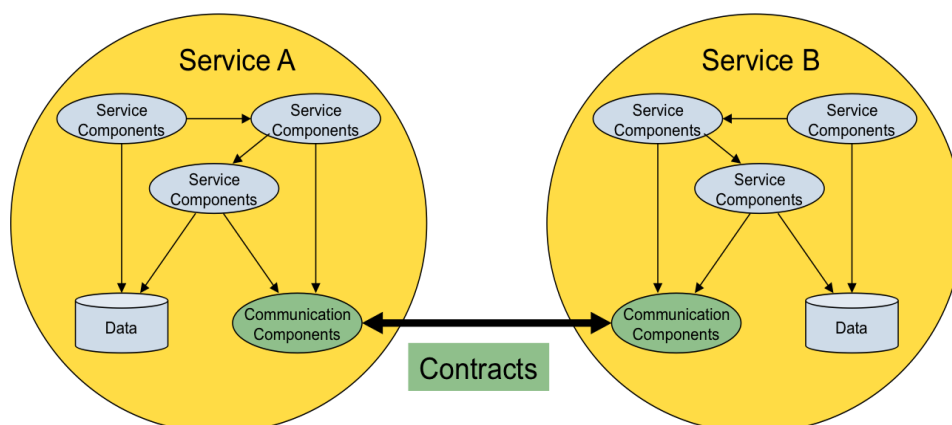 Service A
Service
Components
Service
Components
Service
Components
Data
Communication
Components
Contracts
Service B
Service
Components
Service
Components
Service
Components
Communication
Components
Data